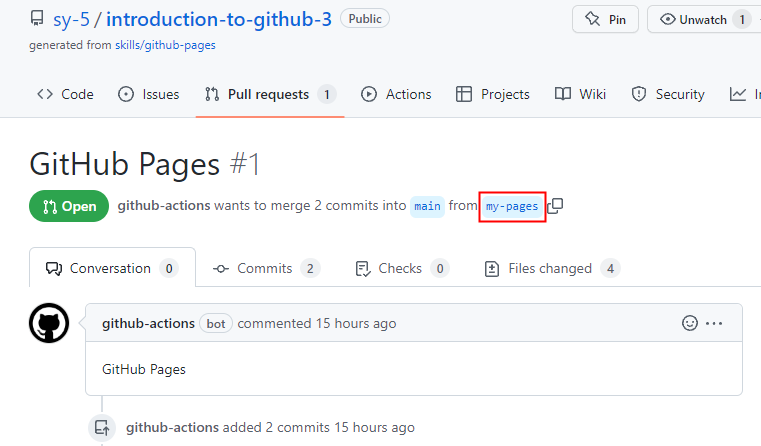 sy-5 / introduction-to-github-3 Public Pin Unwatch 1
generated from skills/github-pages
Code Issues Pull requests 1 Actions Projects Wiki Security
GitHub Pages #1
Open github-actions wants to merge 2 commits into main from my-pages
Conversation 0 Commits 2 Checks 0 Files changed 4
github-actions bot commented 15 hours ago
GitHub Pages
github-actions added 2 commits 15 hours ago